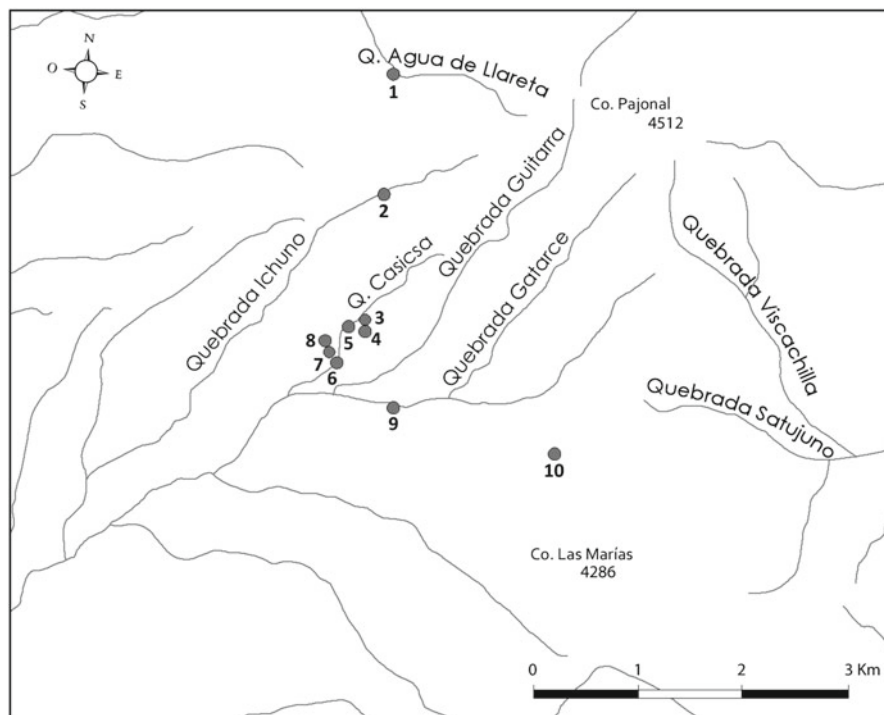 N
O E
S
Q. Agua de Llareta
1
Co. Pajonal
4512
Quebrada Guitarra
2
Quebrada Ichuno
Q. Casicsa
Quebrada Gatarce
Quebrada Viscachilla
3
4
5
8
7
6
Quebrada Satujuno
9
10
Co. Las Marías
4286
0 1 2 3 Km